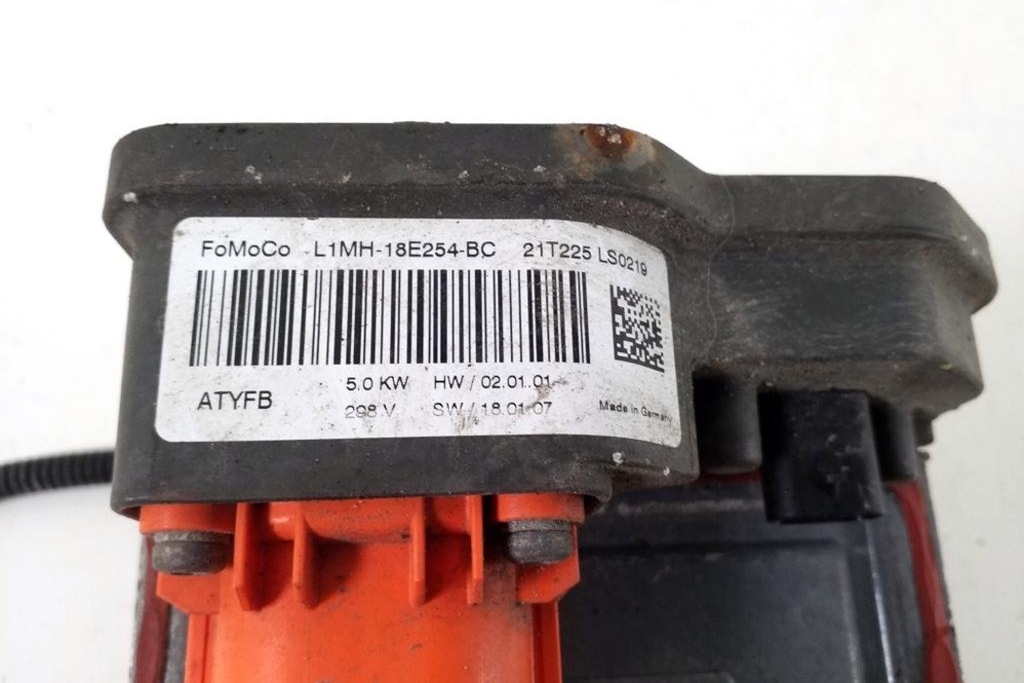 FoMoCo L1MH-18E254-BC 21T225 LS0219
ATYFB 5.0 KW HW / 02.01.01
298 V SW / 18.01.07 Made in Germany